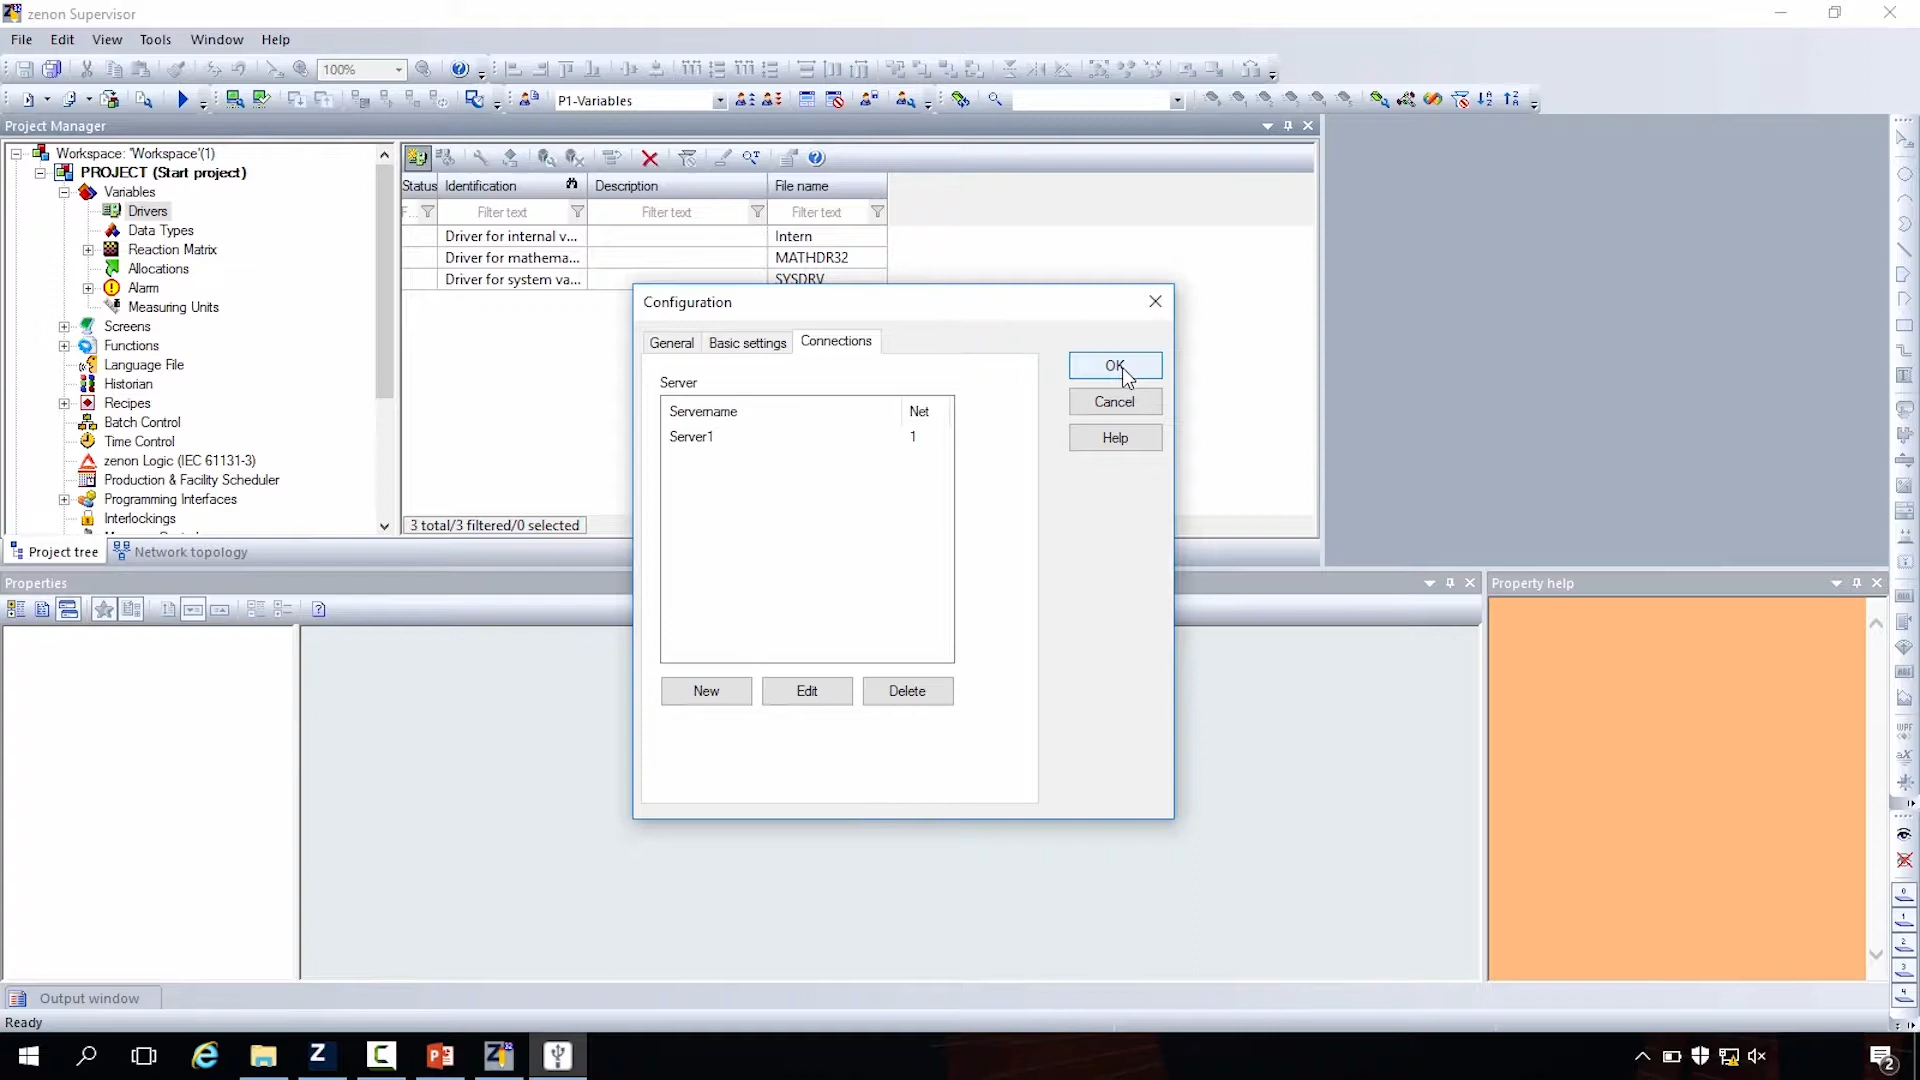 zenon Supervisor
File Edit View Tools Window Help
100%
P1-Variables
Project Manager
Workspace: 'Workspace'(1)
PROJECT (Start project)
Variables
Drivers
Data Types
Reaction Matrix
Allocations
Alarm
Measuring Units
Screens
Functions
Language File
Historian
Recipes
Batch Control
Time Control
zenon Logic (IEC 61131-3)
Production & Facility Scheduler
Programming Interfaces
Interlockings
Project tree Network topology
Status Identification Description File name
F... Filter text Filter text Filter text
Driver for internal v... Intern
Driver for mathema... MATHDR32
Driver for system va... SYSDRV
3 total/3 filtered/0 selected
Configuration
General Basic settings Connections
Server
Servername Net
Server1 1
New Edit Delete
OK
Cancel
Help
Properties
Property help
Output window
Ready
2